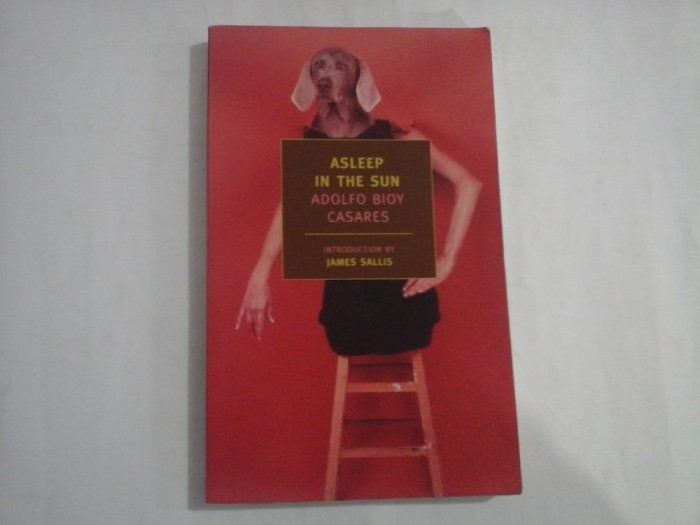 ASLEEP
IN THE SUN
ADOLFO BIOY
CASARES
INTRODUCTION BY
JAMES SALLIS